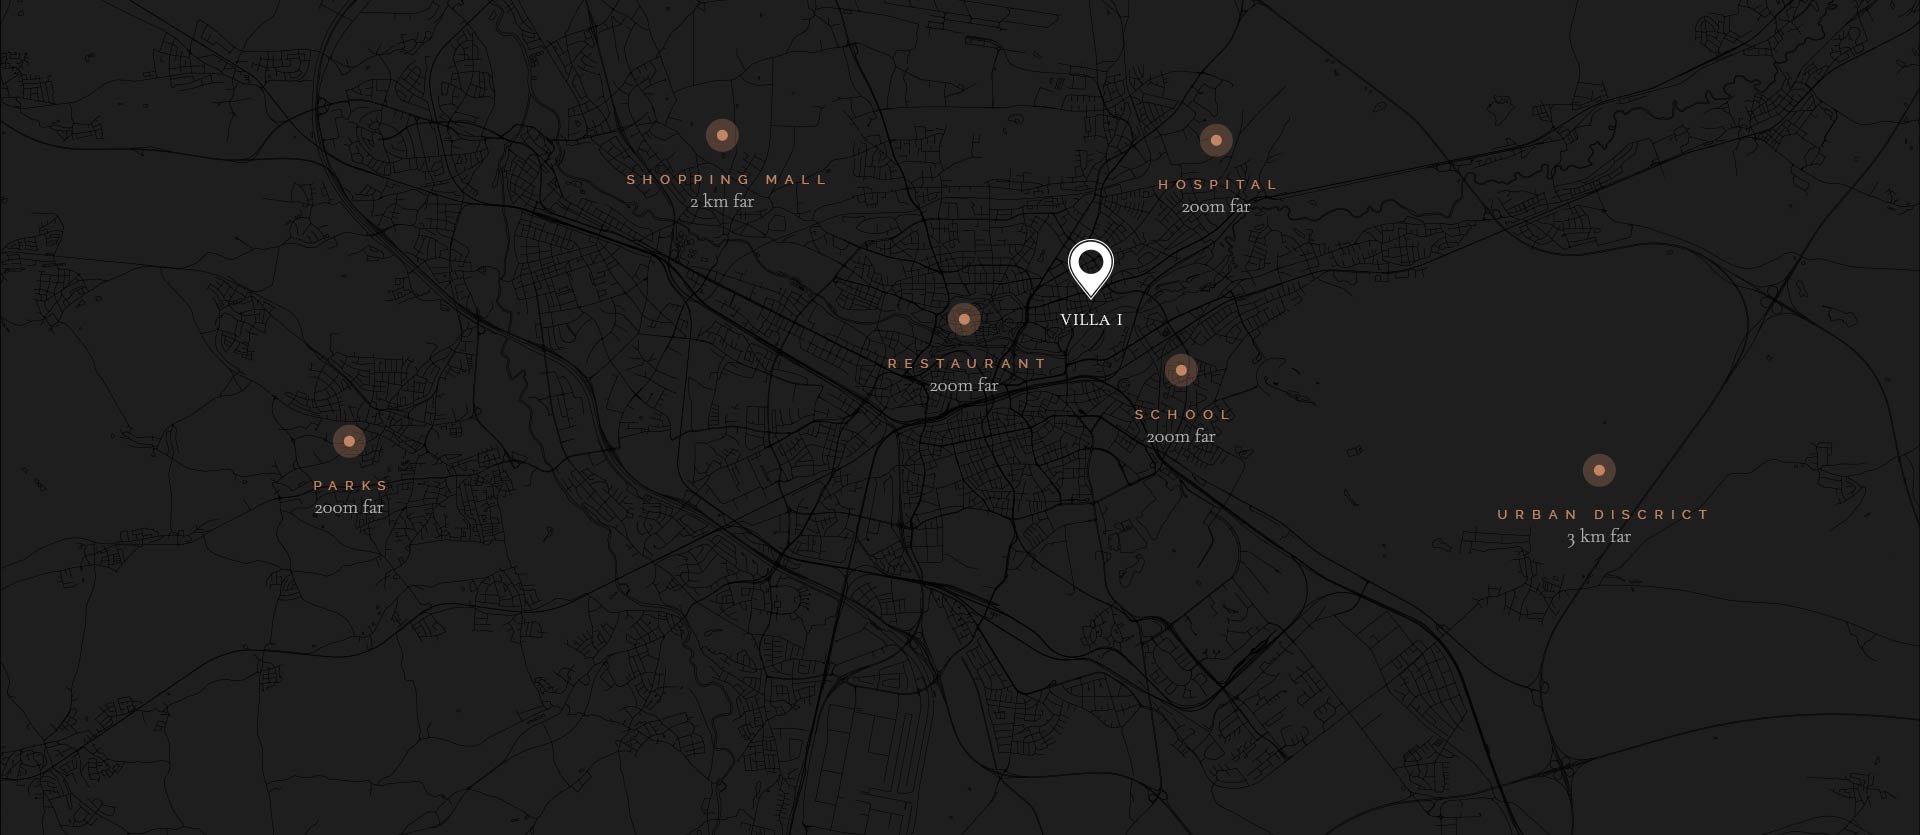 SHOPPING MALL
2 km far
HOSPITAL
200m far
VILLA I
RESTAURANT
200m far
SCHOOL
200m far
PARKS
200m far
URBAN DISCRICT
3 km far